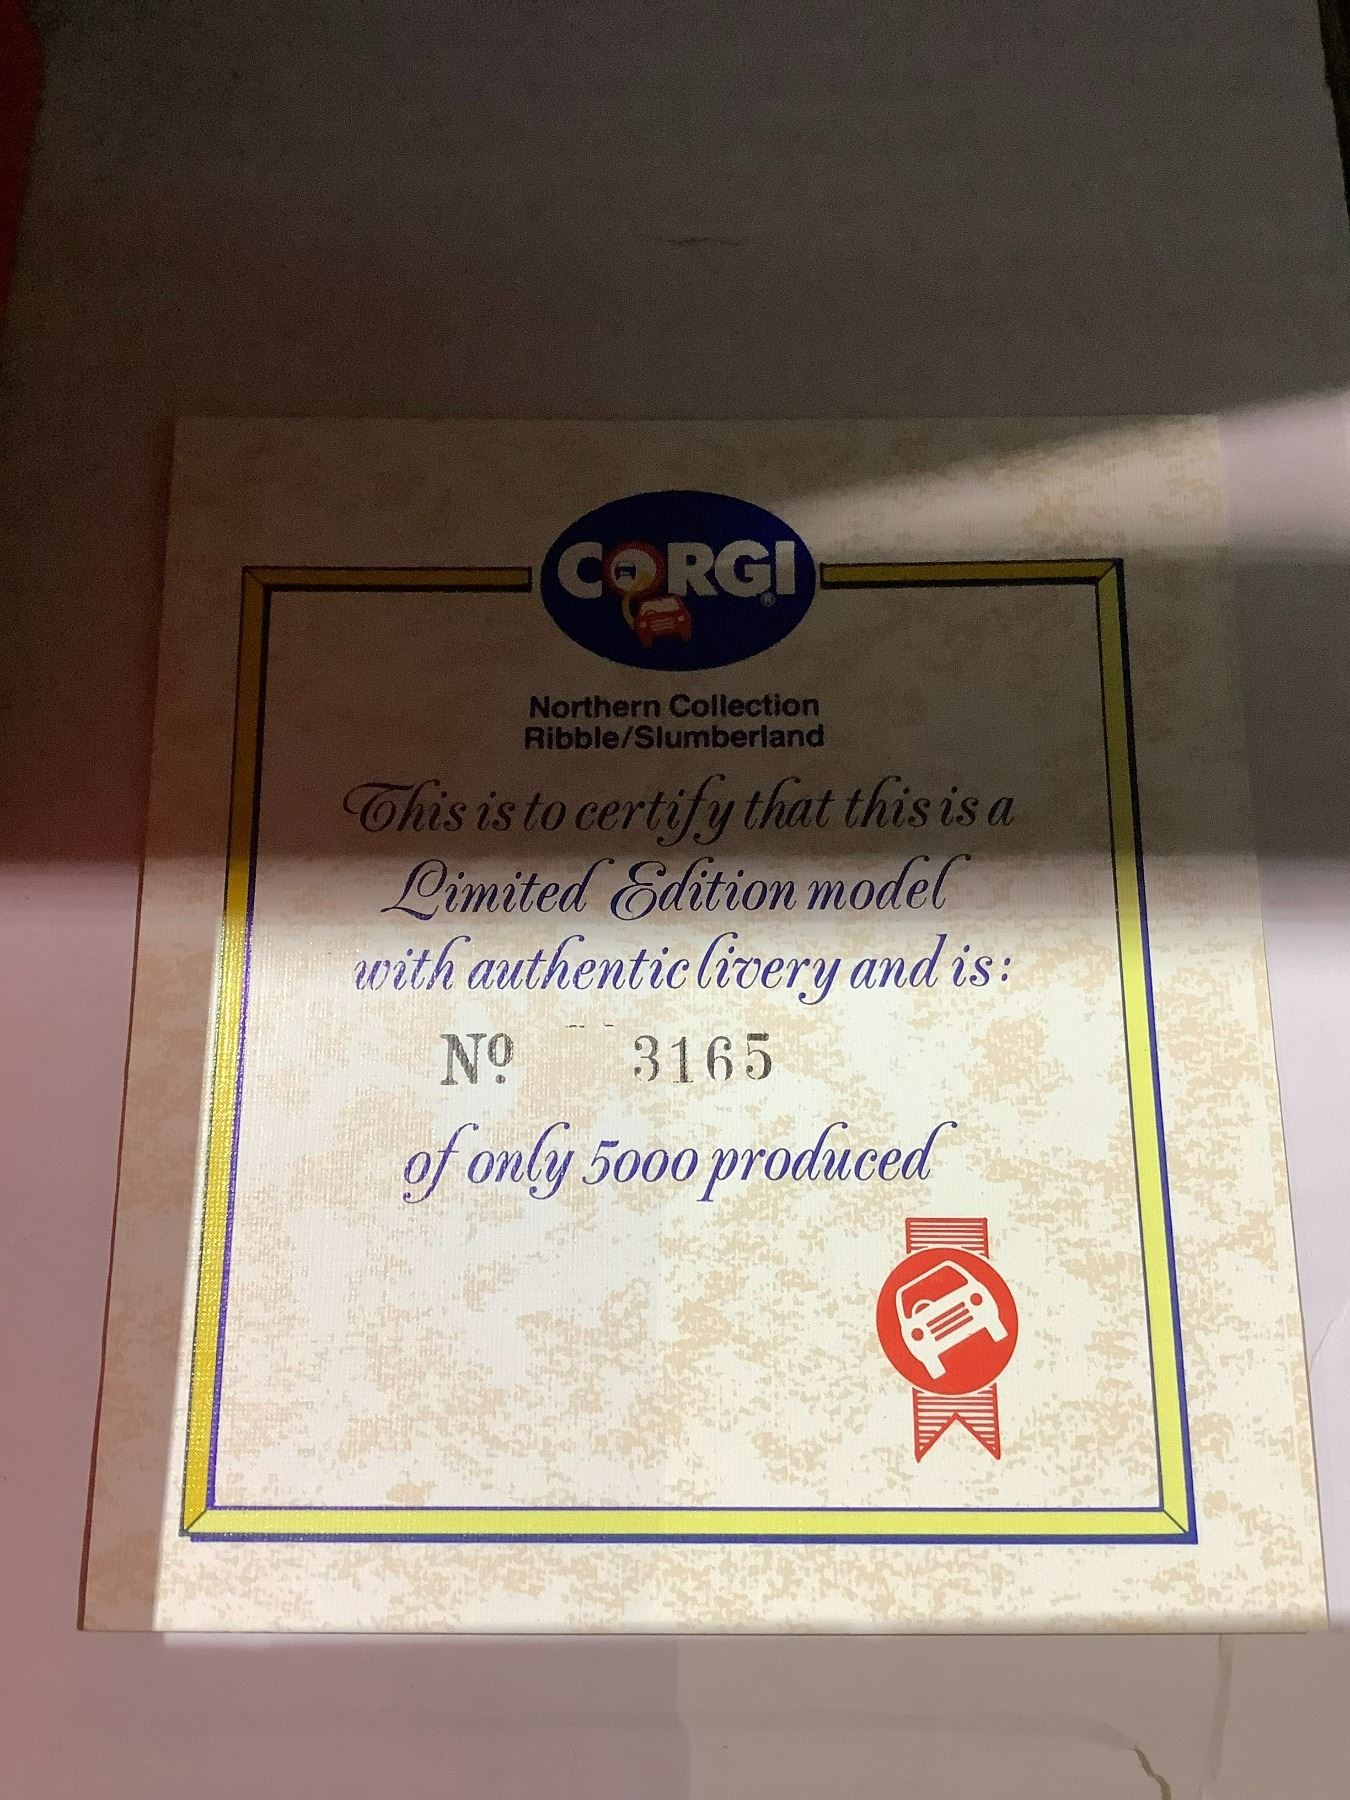 CORGI®
Northern Collection
Ribble/Slumberland
This is to certify that this is a
Limited Edition model
with authentic livery and is:
Nº 3165
of only 5000 produced